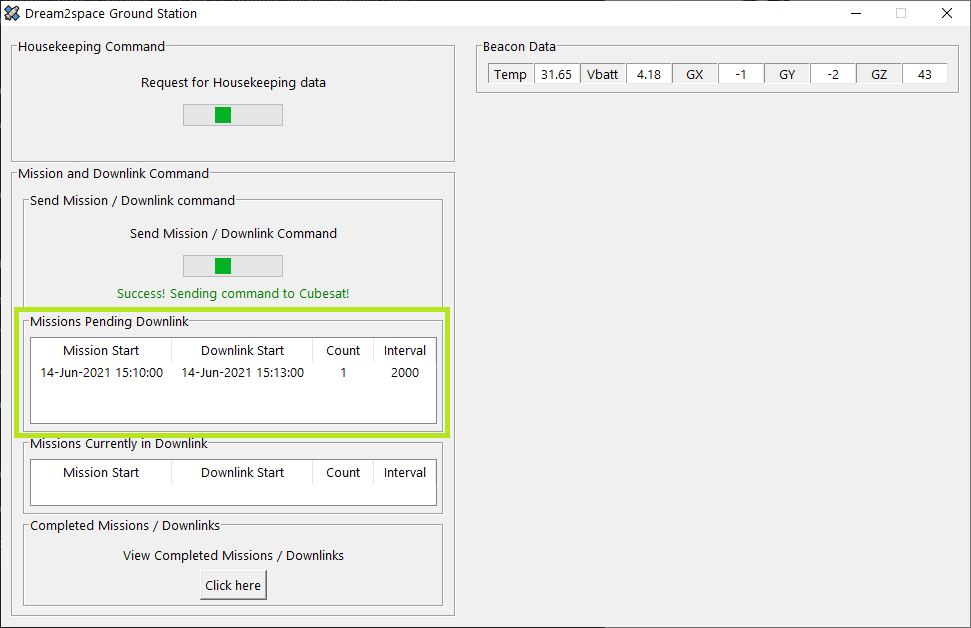 Dream2space Ground Station
Housekeeping Command
Request for Housekeeping data
Mission and Downlink Command
Send Mission / Downlink command
Send Mission / Downlink Command
Success! Sending command to Cubesat!
Missions Pending Downlink
Mission Start Downlink Start Count Interval
14-Jun-2021 15:10:00 14-Jun-2021 15:13:00 1 2000
Missions Currently in Downlink
Mission Start Downlink Start Count Interval
Completed Missions / Downlinks
View Completed Missions / Downlinks
Click here
Beacon Data
Temp 31.65 Vbatt 4.18 GX -1 GY -2 GZ 43